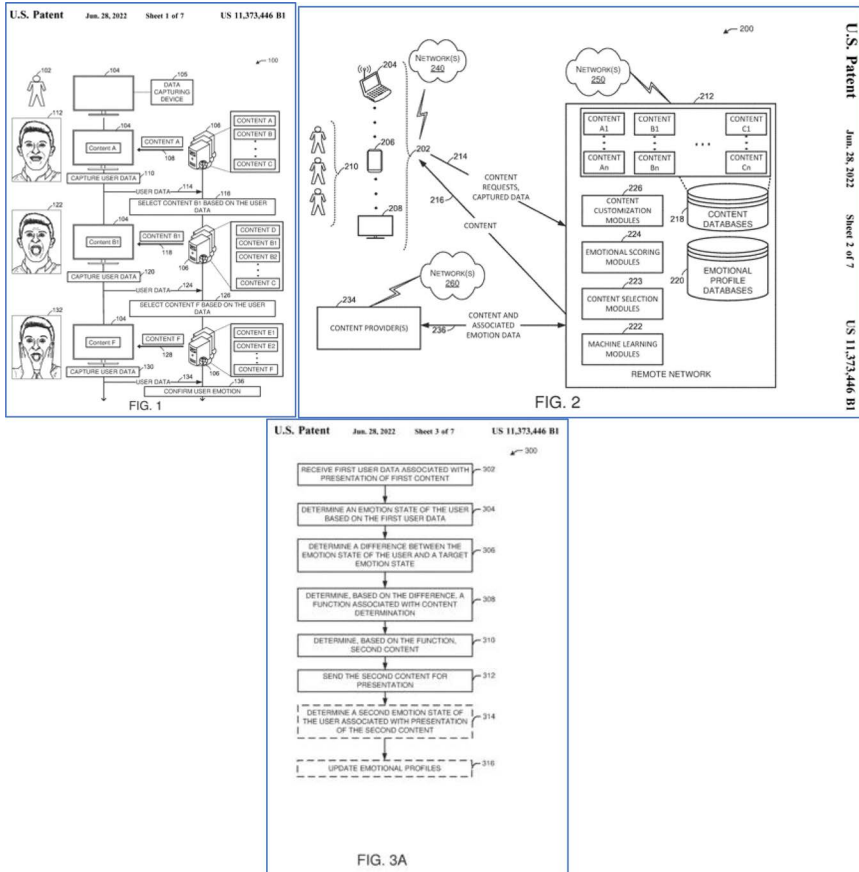 U.S. Patent Jun. 28, 2022 Sheet 1 of 7 US 11,373,446 B1
100
102
104
105
DATA
CAPTURING
DEVICE
112
104
Content A
CONTENT A
108
106
CONTENT A
CONTENT B
CONTENT C
110
CAPTURE USER DATA
USER DATA
114
116
SELECT CONTENT B1 BASED ON THE USER
DATA
122
104
Content B1
CONTENT B1
118
106
CONTENT D
CONTENT B1
CONTENT B2
CONTENT C
CAPTURE USER DATA
120
USER DATA
124
126
SELECT CONTENT F BASED ON THE USER
DATA
132
104
Content F
CONTENT F
128
106
CONTENT E1
CONTENT E2
CONTENT F
CAPTURE USER DATA
130
USER DATA
134
136
CONFIRM USER EMOTION
FIG. 1
U.S. Patent Jun. 28, 2022 Sheet 2 of 7 US 11,373,446 B1
200
NETWORK(S)
240
NETWORK(S)
250
204
202
206
208
210
212
CONTENT
A1
CONTENT
B1
CONTENT
C1
CONTENT
An
CONTENT
Bn
CONTENT
Cn
214
CONTENT
REQUESTS,
CAPTURED DATA
216
CONTENT
226
CONTENT
CUSTOMIZATION
MODULES
218
CONTENT
DATABASES
224
EMOTIONAL SCORING
MODULES
220
EMOTIONAL
PROFILE
DATABASES
223
CONTENT SELECTION
MODULES
222
MACHINE LEARNING
MODULES
REMOTE NETWORK
NETWORK(S)
260
234
CONTENT PROVIDER(S)
236
CONTENT AND
ASSOCIATED
EMOTION DATA
FIG. 2
U.S. Patent Jun. 28, 2022 Sheet 3 of 7 US 11,373,446 B1
300
RECEIVE FIRST USER DATA ASSOCIATED WITH
PRESENTATION OF FIRST CONTENT
302
DETERMINE AN EMOTION STATE OF THE USER
BASED ON THE FIRST USER DATA
304
DETERMINE A DIFFERENCE BETWEEN THE
EMOTION STATE OF THE USER AND A TARGET
EMOTION STATE
306
DETERMINE, BASED ON THE DIFFERENCE, A
FUNCTION ASSOCIATED WITH CONTENT
DETERMINATION
308
DETERMINE, BASED ON THE FUNCTION,
SECOND CONTENT
310
SEND THE SECOND CONTENT FOR
PRESENTATION
312
DETERMINE A SECOND EMOTION STATE OF
THE USER ASSOCIATED WITH PRESENTATION
OF THE SECOND CONTENT
314
UPDATE EMOTIONAL PROFILES
316
FIG. 3A